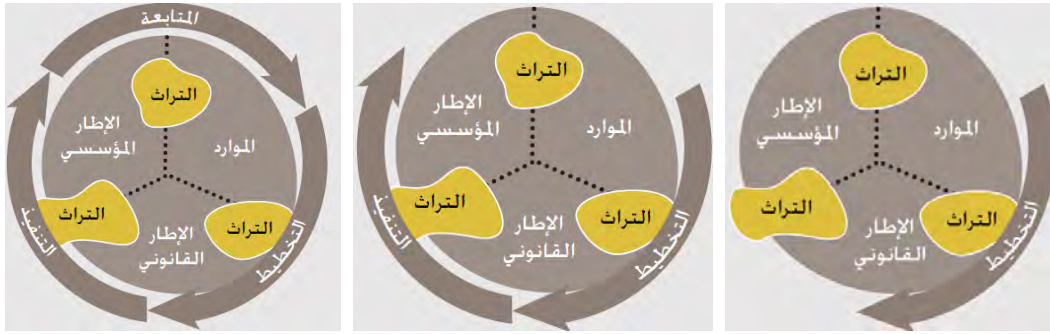 المتابعة
التراث
الإطار
المؤسسي
الموارد
التراث
التراث
الإطار
القانوني
التنفيذ
التخطيط
التراث
الإطار
المؤسسي
الموارد
التراث
التراث
الإطار
القانوني
التنفيذ
التخطيط
التراث
الإطار
المؤسسي
الموارد
التراث
التراث
الإطار
القانوني
التخطيط